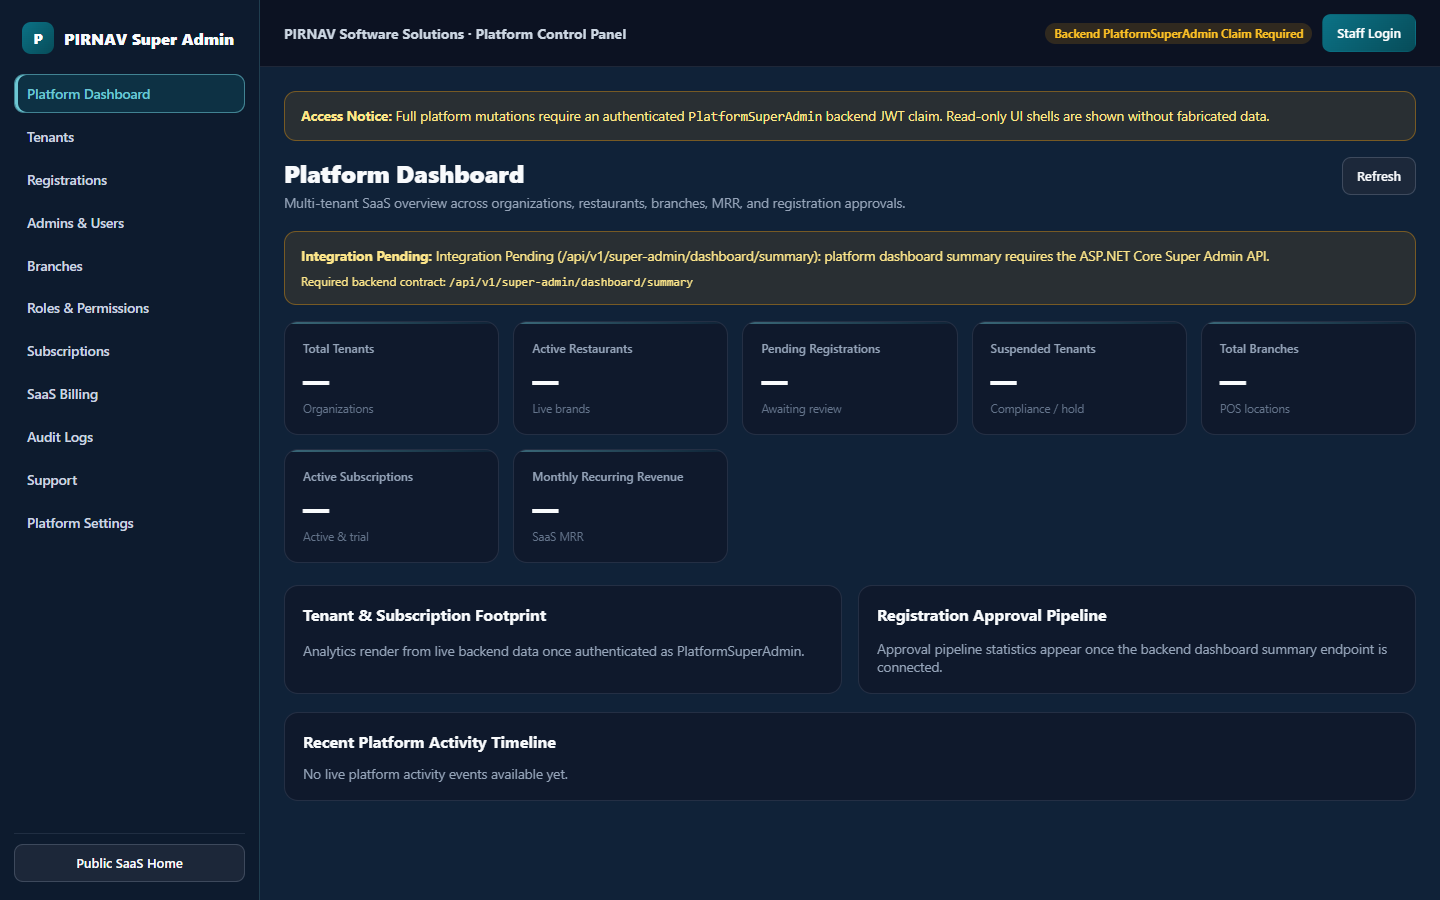 P PIRNAV Super Admin
Platform Dashboard
Tenants
Registrations
Admins & Users
Branches
Roles & Permissions
Subscriptions
SaaS Billing
Audit Logs
Support
Platform Settings
Public SaaS Home
PIRNAV Software Solutions · Platform Control Panel
Backend PlatformSuperAdmin Claim Required
Staff Login
Access Notice: Full platform mutations require an authenticated PlatformSuperAdmin backend JWT claim. Read-only UI shells are shown without fabricated data.
Platform Dashboard
Multi-tenant SaaS overview across organizations, restaurants, branches, MRR, and registration approvals.
Refresh
Integration Pending: Integration Pending (/api/v1/super-admin/dashboard/summary): platform dashboard summary requires the ASP.NET Core Super Admin API.
Required backend contract: /api/v1/super-admin/dashboard/summary
Total Tenants
—
Organizations
Active Restaurants
—
Live brands
Pending Registrations
—
Awaiting review
Suspended Tenants
—
Compliance / hold
Total Branches
—
POS locations
Active Subscriptions
—
Active & trial
Monthly Recurring Revenue
—
SaaS MRR
Tenant & Subscription Footprint
Analytics render from live backend data once authenticated as PlatformSuperAdmin.
Registration Approval Pipeline
Approval pipeline statistics appear once the backend dashboard summary endpoint is
connected.
Recent Platform Activity Timeline
No live platform activity events available yet.